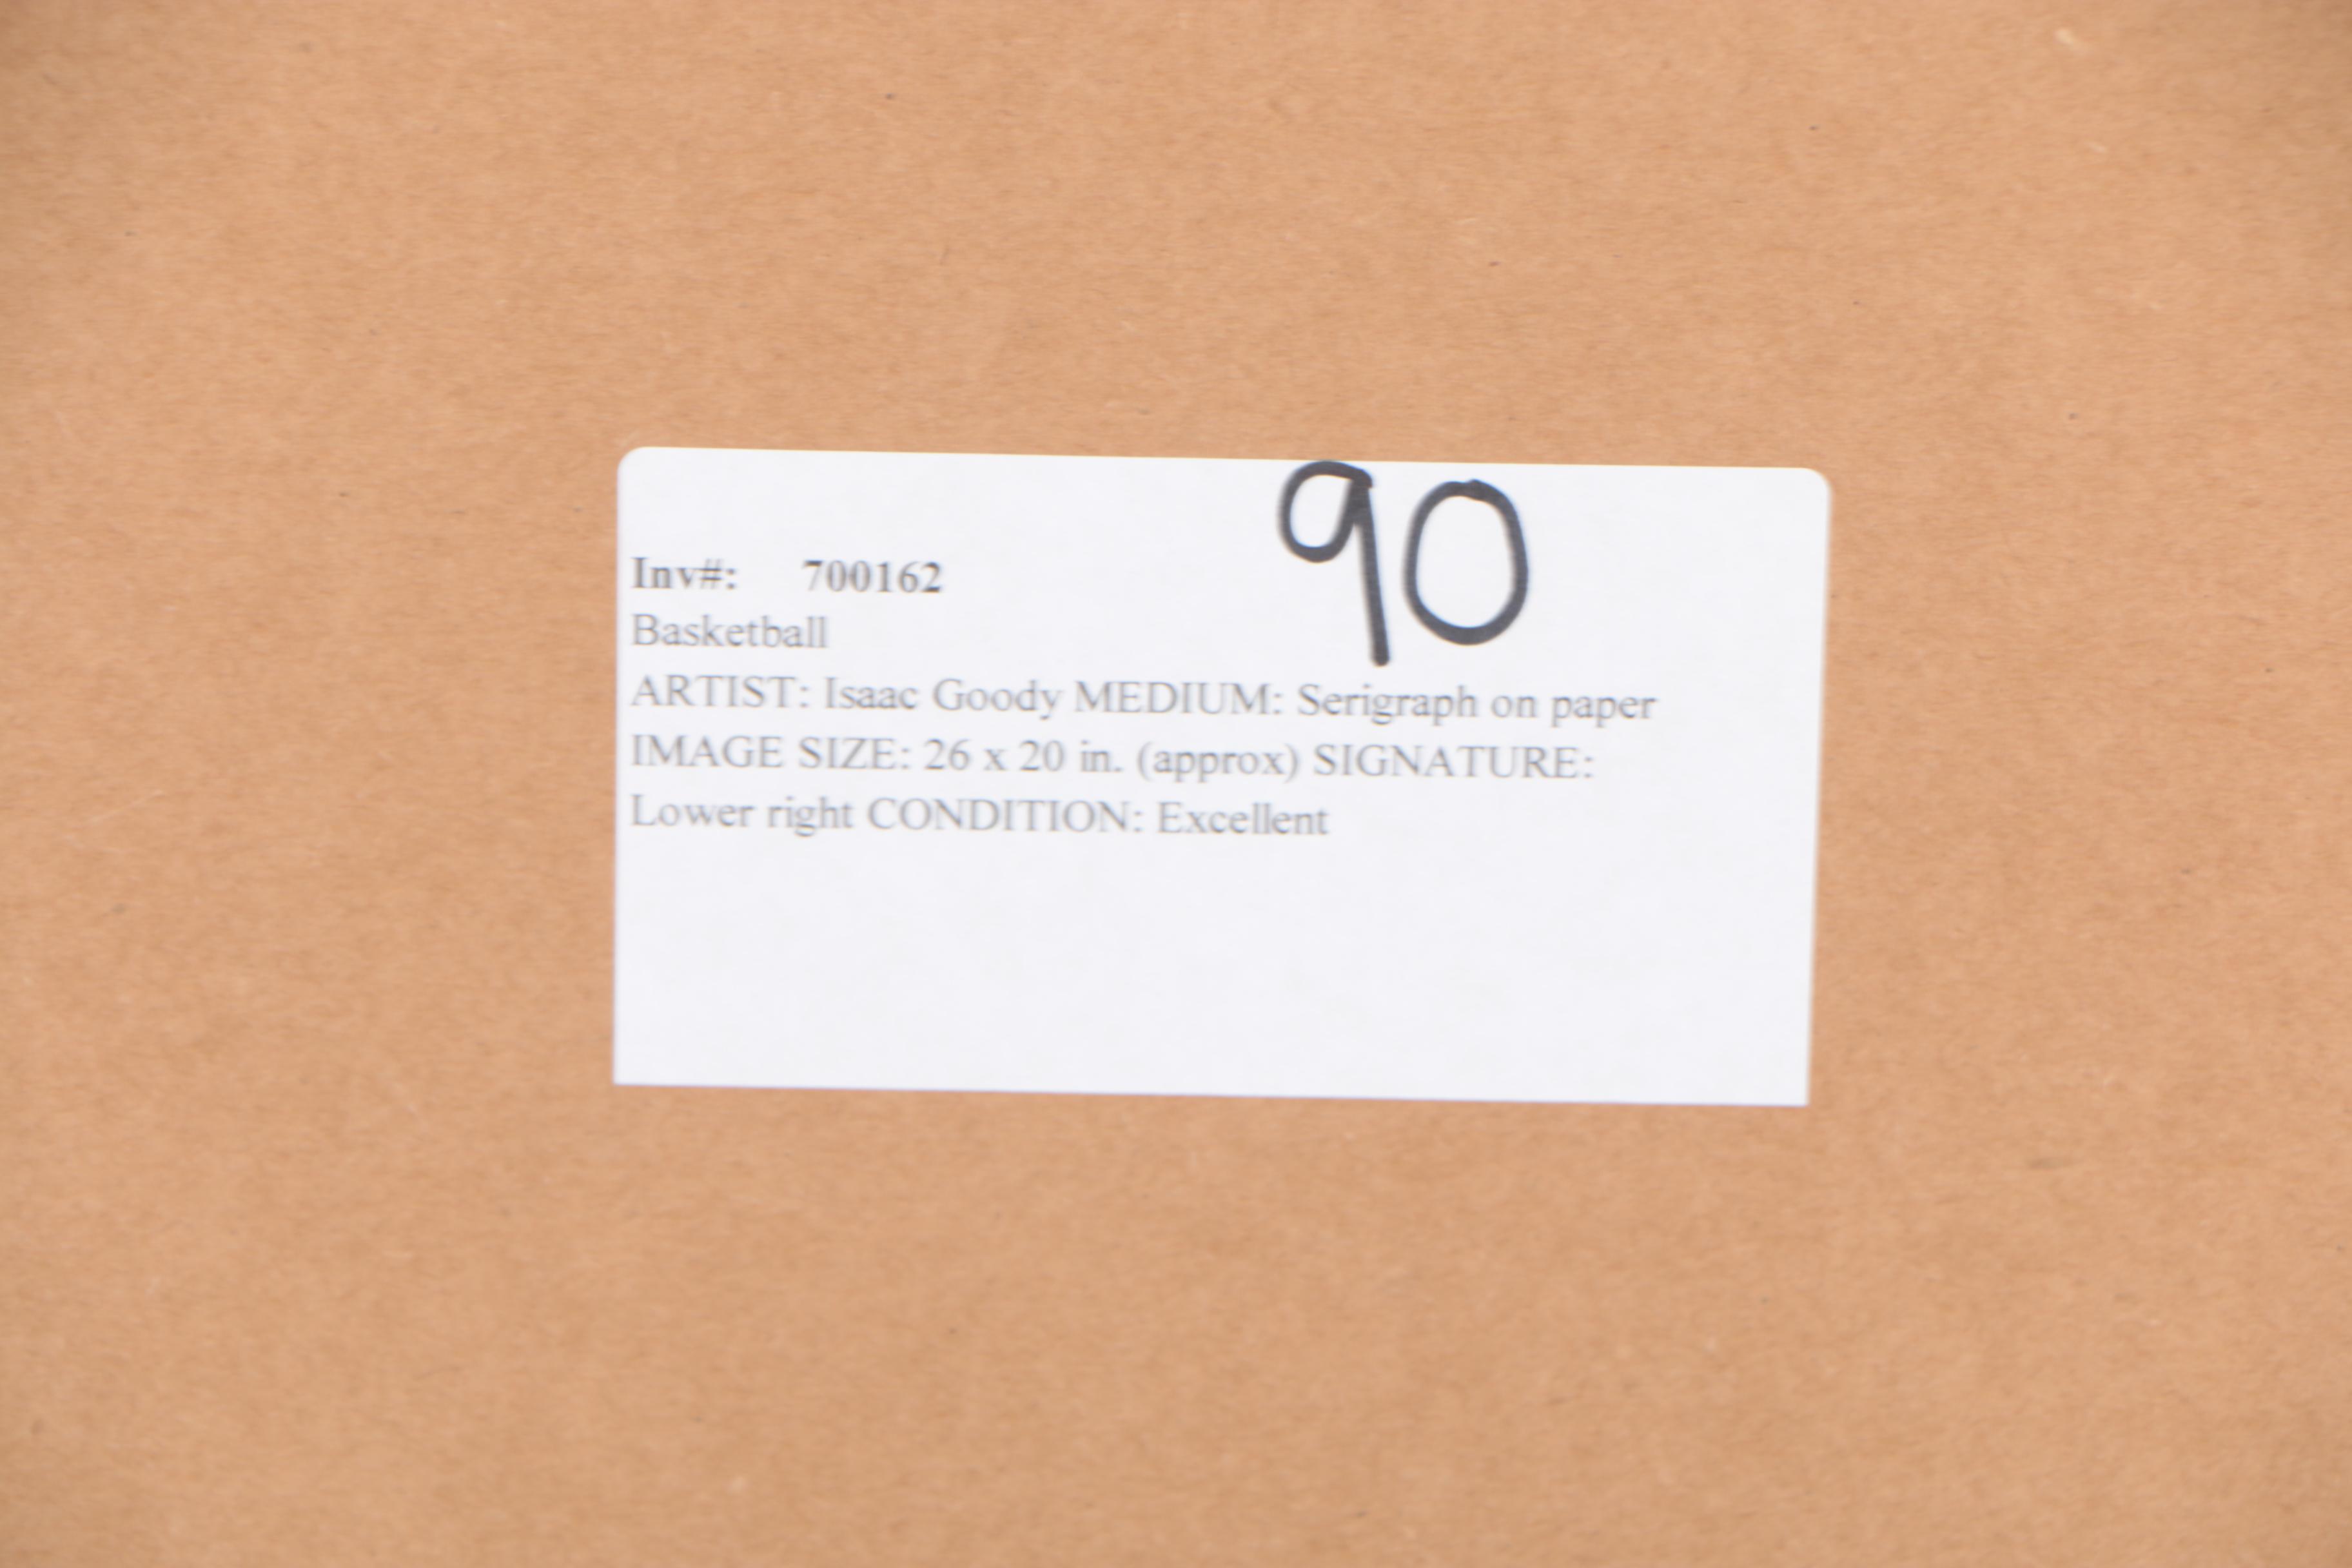 90
Inv#: 700162
Basketball
ARTIST: Isaac Goody MEDIUM: Serigraph on paper
IMAGE SIZE: 26 x 20 in. (approx) SIGNATURE:
Lower right CONDITION: Excellent